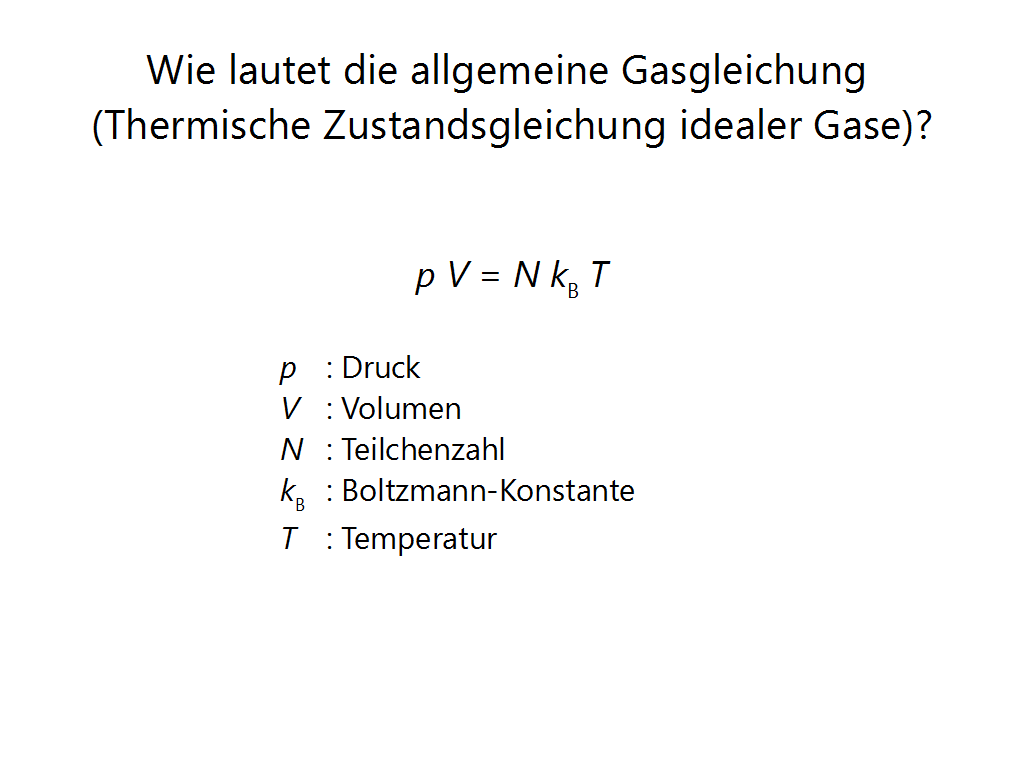 Wie lautet die allgemeine Gasgleichung
(Thermische Zustandsgleichung idealer Gase)?
p V = N k_B T
p : Druck
V : Volumen
N : Teilchenzahl
k_B : Boltzmann-Konstante
T : Temperatur